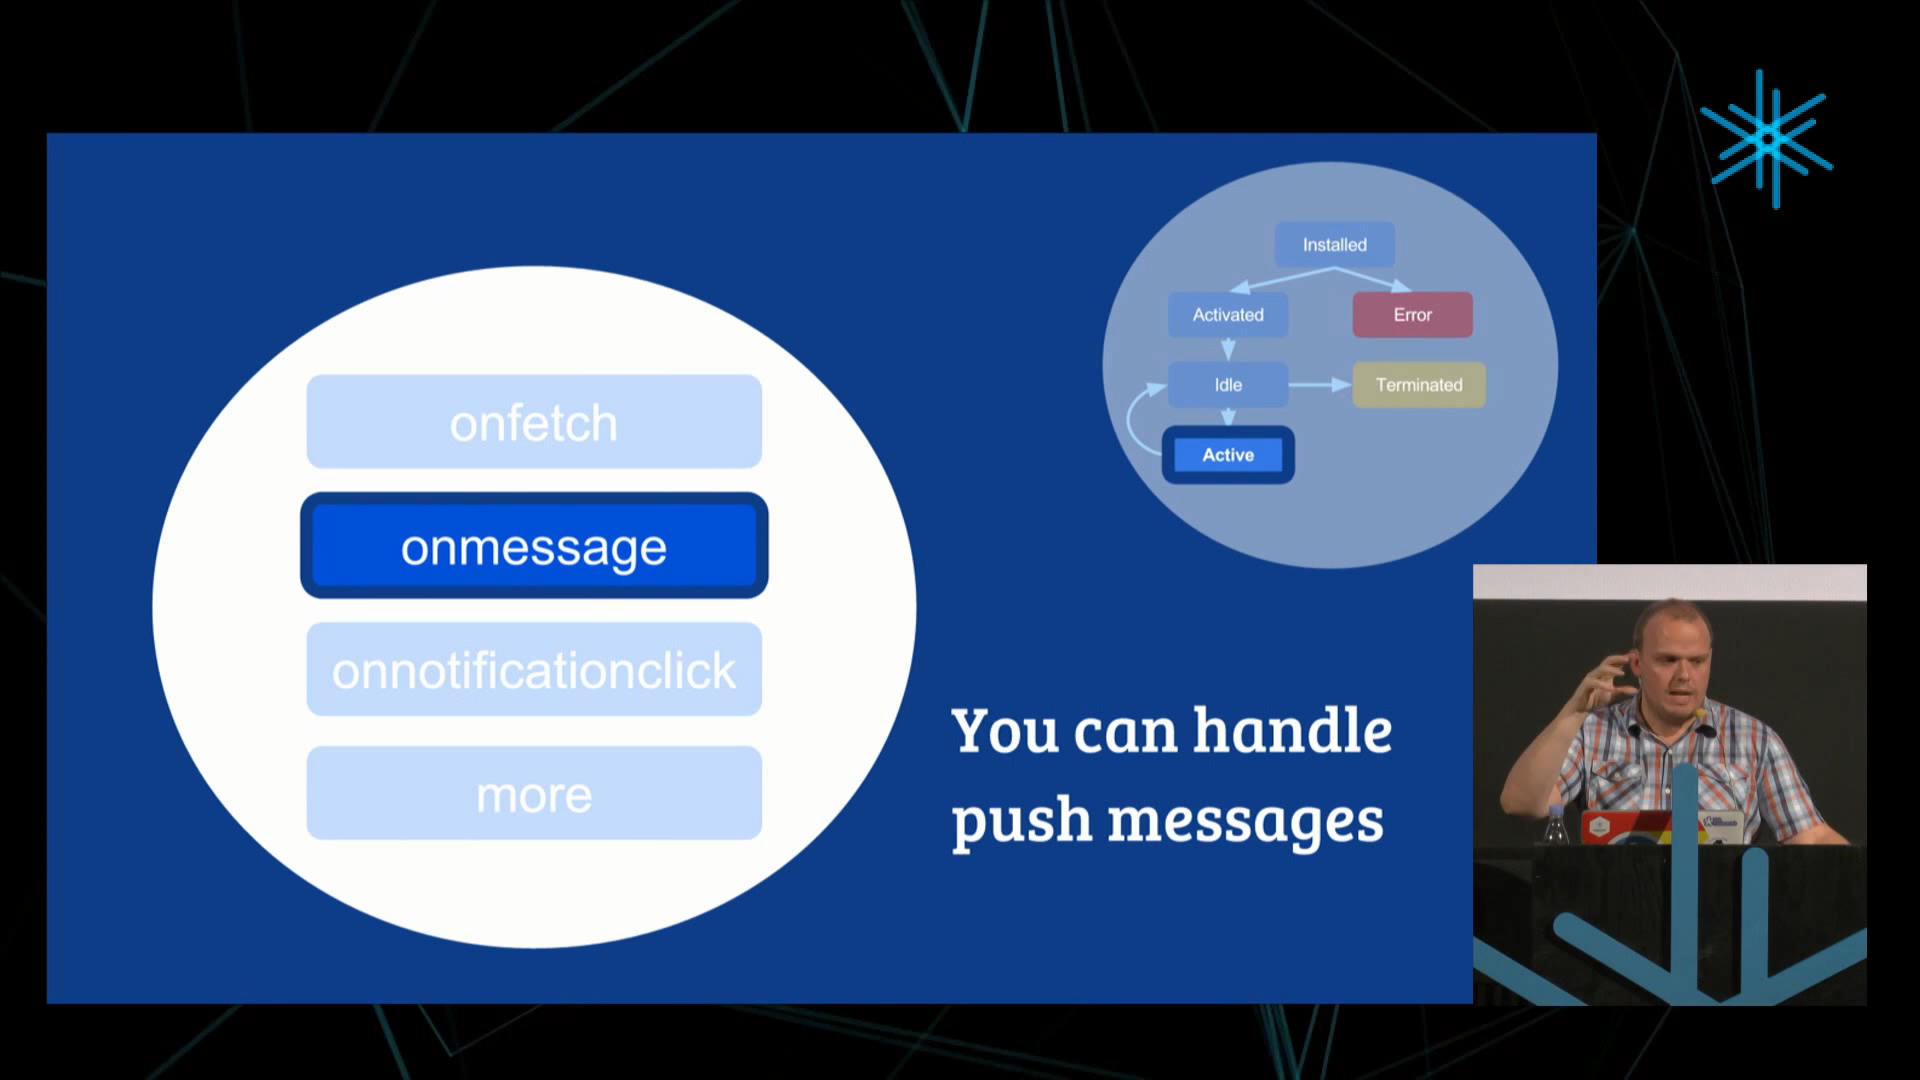 onfetch
onmessage
onnotificationclick
more
Installed
Activated
Error
Idle
Terminated
Active
You can handle
push messages